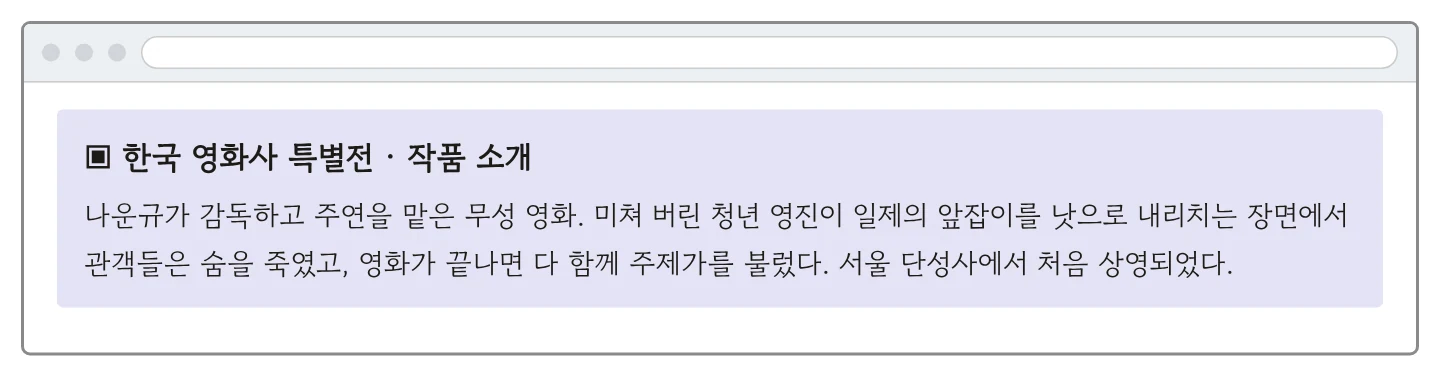 ▣ 한국 영화사 특별전 · 작품 소개
나운규가 감독하고 주연을 맡은 무성 영화. 미쳐 버린 청년 영진이 일제의 앞잡이를 낫으로 내리치는 장면에서
관객들은 숨을 죽였고, 영화가 끝나면 다 함께 주제가를 불렀다. 서울 단성사에서 처음 상영되었다.